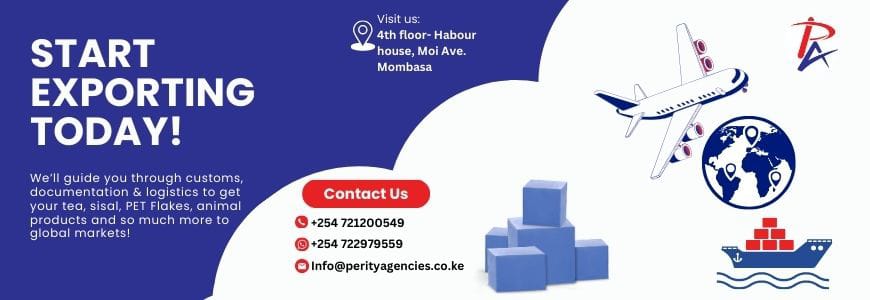 START
EXPORTING
TODAY!
We'll guide you through customs,
documentation & logistics to get
your tea, sisal, PET Flakes, animal
products and so much more to
global markets!
Visit us:
4th floor- Habour
house, Moi Ave.
Mombasa
Contact Us
+254 721200549
+254 722979559
Info@perityagencies.co.ke
PA